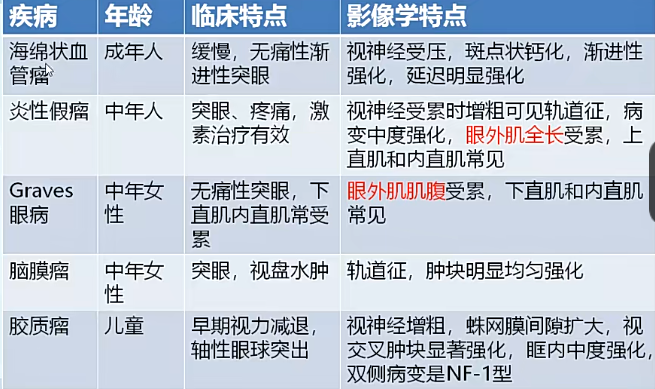 疾病 年龄 临床特点 影像学特点
海绵状血管瘤 成年人 缓慢，无痛性渐进性突眼 视神经受压，斑点状钙化，渐进性强化，延迟明显强化
炎性假瘤 中年人 突眼、疼痛，激素治疗有效 视神经受累时增粗可见轨道征，病变中度强化，眼外肌全长受累，上直肌和内直肌常见
Graves眼病 中年女性 无痛性突眼，下直肌内直肌常受累 眼外肌肌腹受累，下直肌和内直肌常见
脑膜瘤 中年女性 突眼，视盘水肿 轨道征，肿块明显均匀强化
胶质瘤 儿童 早期视力减退，轴性眼球突出 视神经增粗，蛛网膜间隙扩大，视交叉肿块显著强化，眶内中度强化，双侧病变是NF-1型